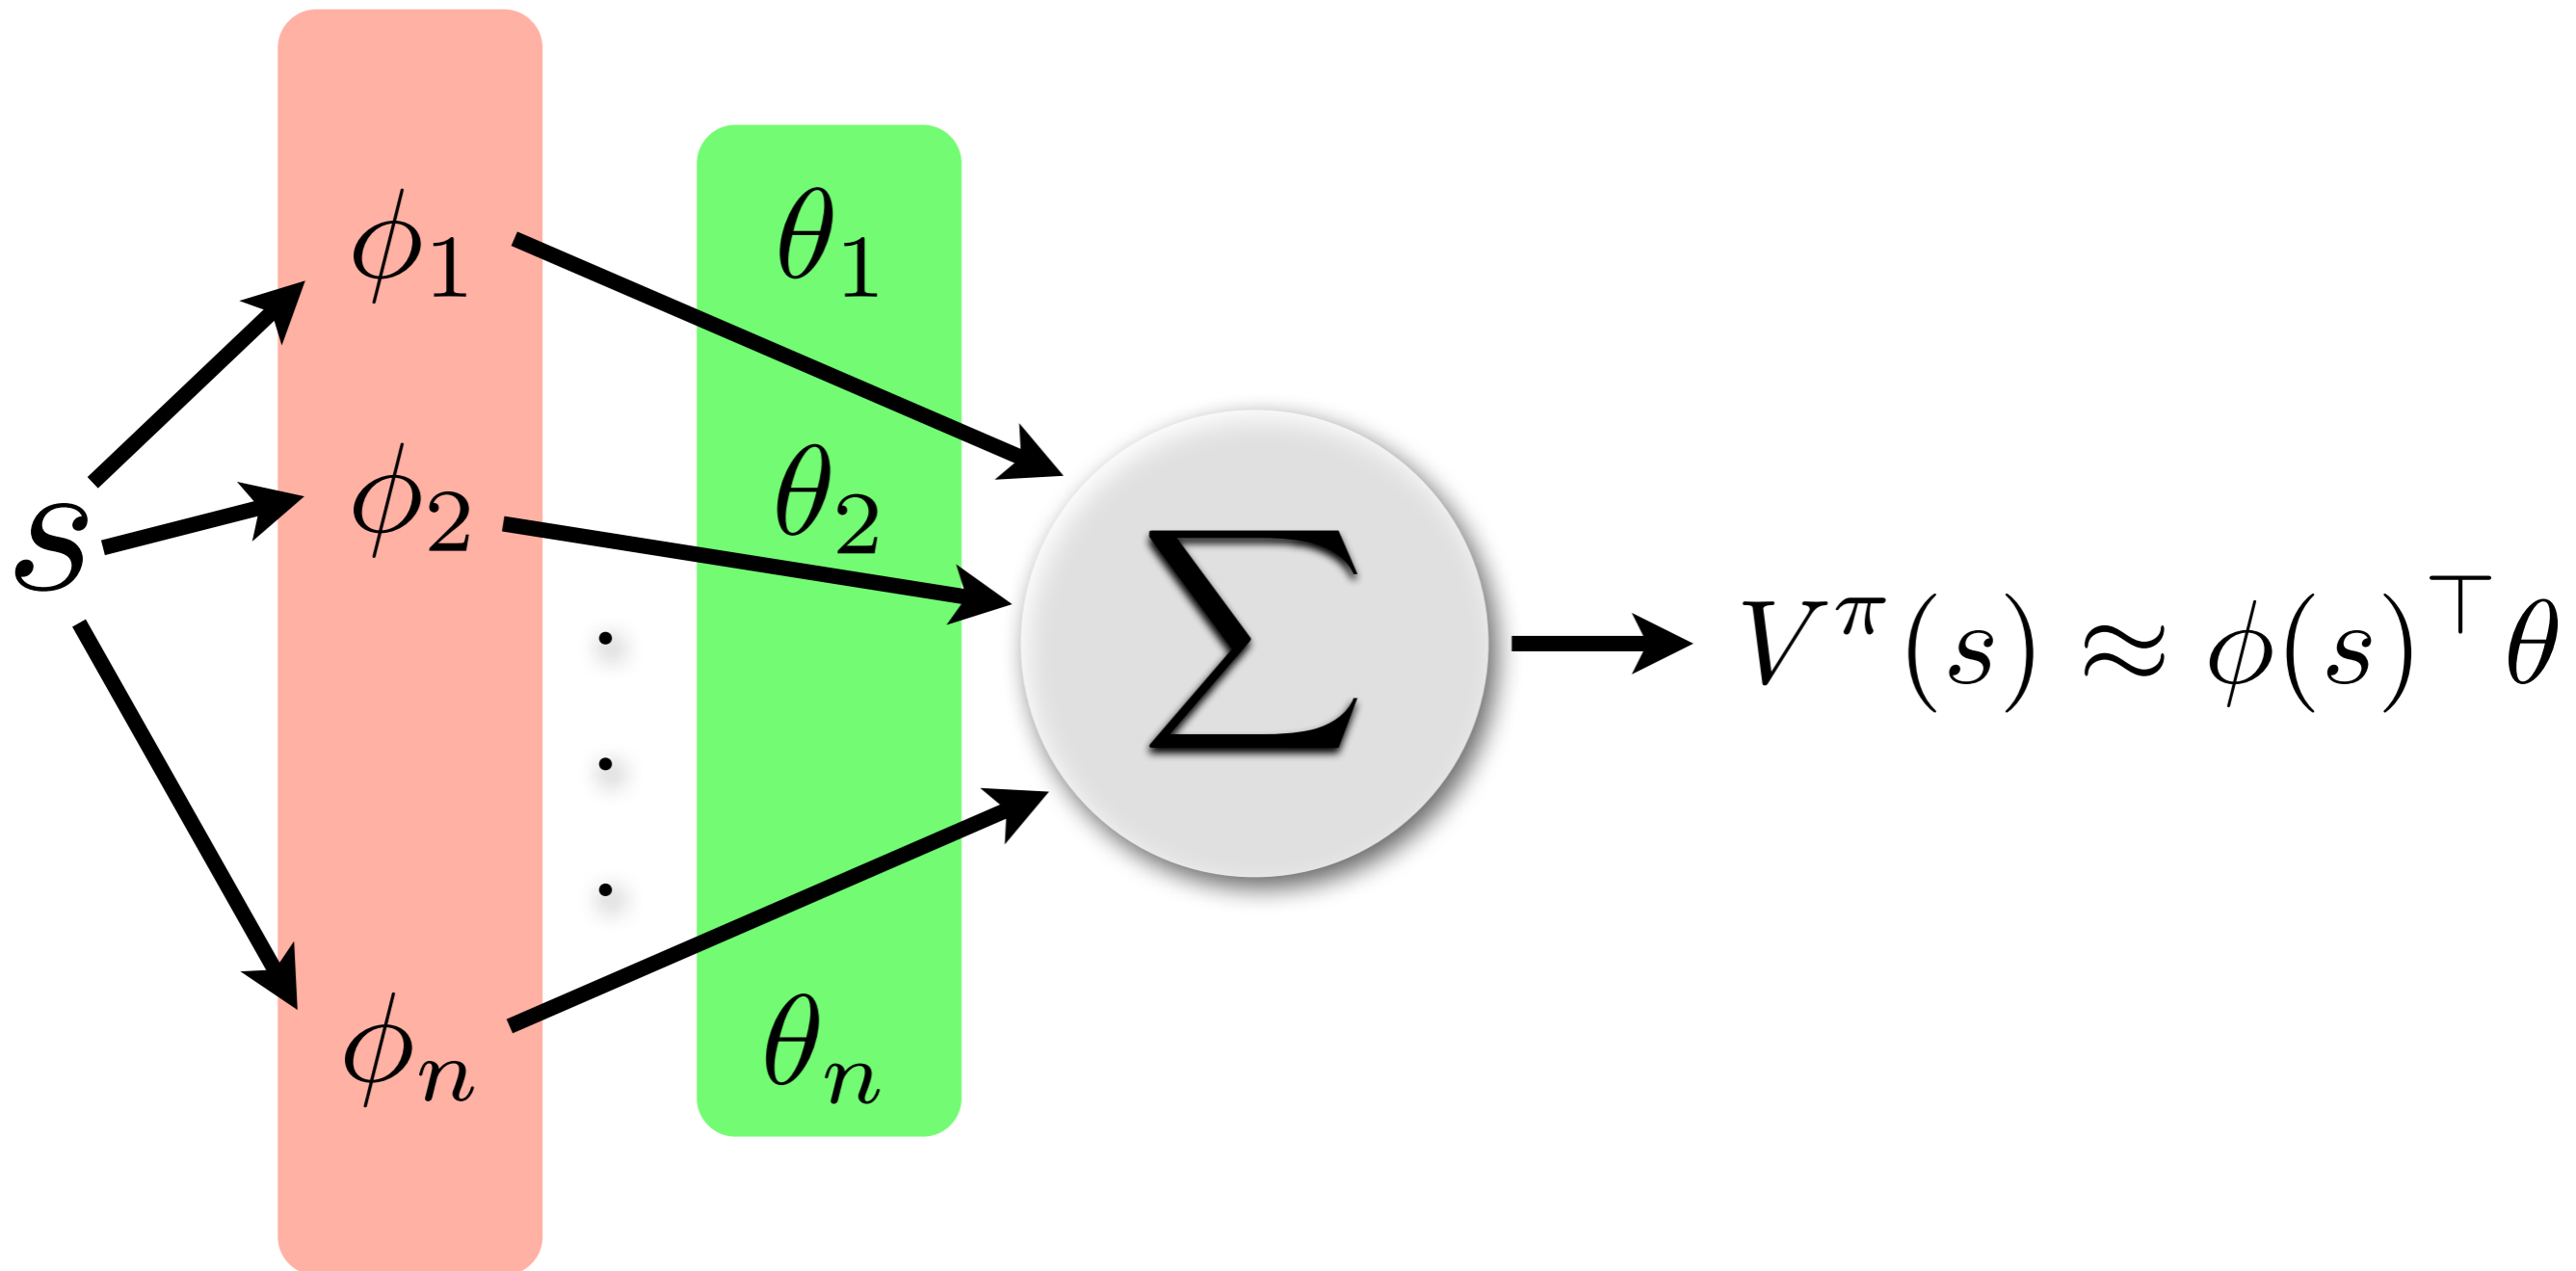 s
ϕ₁
ϕ₂
ϕₙ
.
.
.
θ₁
θ₂
θₙ
Σ
V^π(s) ≈ ϕ(s)^⊤θ